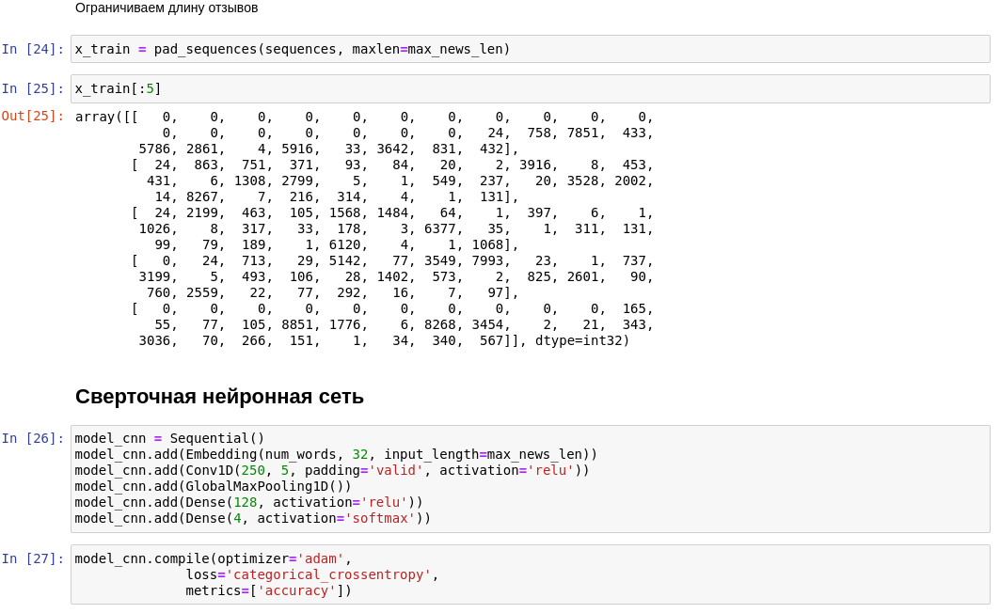 Ограничиваем длину отзывов
In [24]: x_train = pad_sequences(sequences, maxlen=max_news_len)
In [25]: x_train[:5]
Out[25]: array([[   0,    0,    0,    0,    0,    0,    0,    0,    0,    0,    0,
           0,    0,    0,    0,    0,    0,    0,   24,  758, 7851,  433,
        5786, 2861,    4, 5916,   33, 3642,  831,  432],
       [  24,  863,  751,  371,   93,   84,   20,    2, 3916,    8,  453,
         431,    6, 1308, 2799,    5,    1,  549,  237,   20, 3528, 2002,
          14, 8267,    7,  216,  314,    4,    1,  131],
       [  24, 2199,  463,  105, 1568, 1484,   64,    1,  397,    6,    1,
        1026,    8,  317,   33,  178,    3, 6377,   35,    1,  311,  131,
          99,   79,  189,    1, 6120,    4,    1, 1068],
       [   0,   24,  713,   29, 5142,   77, 3549, 7993,   23,    1,  737,
        3199,    5,  493,  106,   28, 1402,  573,    2,  825, 2601,   90,
         760, 2559,   22,   77,  292,   16,    7,   97],
       [   0,    0,    0,    0,    0,    0,    0,    0,    0,    0,  165,
          55,   77,  105, 8851, 1776,    6, 8268, 3454,    2,   21,  343,
        3036,   70,  266,  151,    1,   34,  340,  567]], dtype=int32)
Сверточная нейронная сеть
In [26]: model_cnn = Sequential()
model_cnn.add(Embedding(num_words, 32, input_length=max_news_len))
model_cnn.add(Conv1D(250, 5, padding='valid', activation='relu'))
model_cnn.add(GlobalMaxPooling1D())
model_cnn.add(Dense(128, activation='relu'))
model_cnn.add(Dense(4, activation='softmax'))
In [27]: model_cnn.compile(optimizer='adam',
              loss='categorical_crossentropy',
              metrics=['accuracy'])